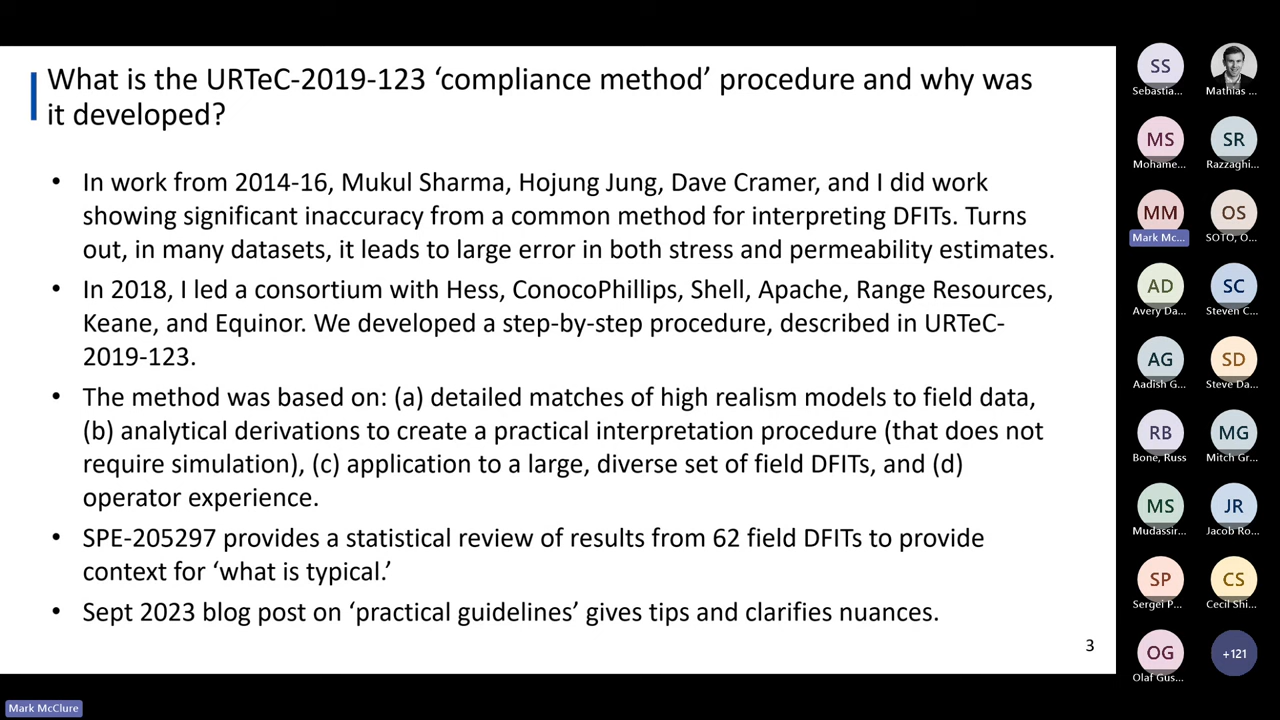 What is the URTeC-2019-123 ‘compliance method’ procedure and why was
it developed?
• In work from 2014-16, Mukul Sharma, Hojung Jung, Dave Cramer, and I did work
showing significant inaccuracy from a common method for interpreting DFITs. Turns
out, in many datasets, it leads to large error in both stress and permeability estimates.
• In 2018, I led a consortium with Hess, ConocoPhillips, Shell, Apache, Range Resources,
Keane, and Equinor. We developed a step-by-step procedure, described in URTeC-
2019-123.
• The method was based on: (a) detailed matches of high realism models to field data,
(b) analytical derivations to create a practical interpretation procedure (that does not
require simulation), (c) application to a large, diverse set of field DFITs, and (d)
operator experience.
• SPE-205297 provides a statistical review of results from 62 field DFITs to provide
context for ‘what is typical.’
• Sept 2023 blog post on ‘practical guidelines’ gives tips and clarifies nuances.
3
SS
Sebastia...
Mathias ...
MS
Mohame...
SR
Razzaghi...
MM
Mark Mc...
OS
SOTO, O...
AD
Avery Da...
SC
Steven C...
AG
Aadish G...
SD
Steve Da...
RB
Bone, Russ
MG
Mitch Gr...
MS
Mudassir...
JR
Jacob Ro...
SP
Sergei P...
CS
Cecil Shi...
OG
Olaf Gus...
+121
Mark McClure